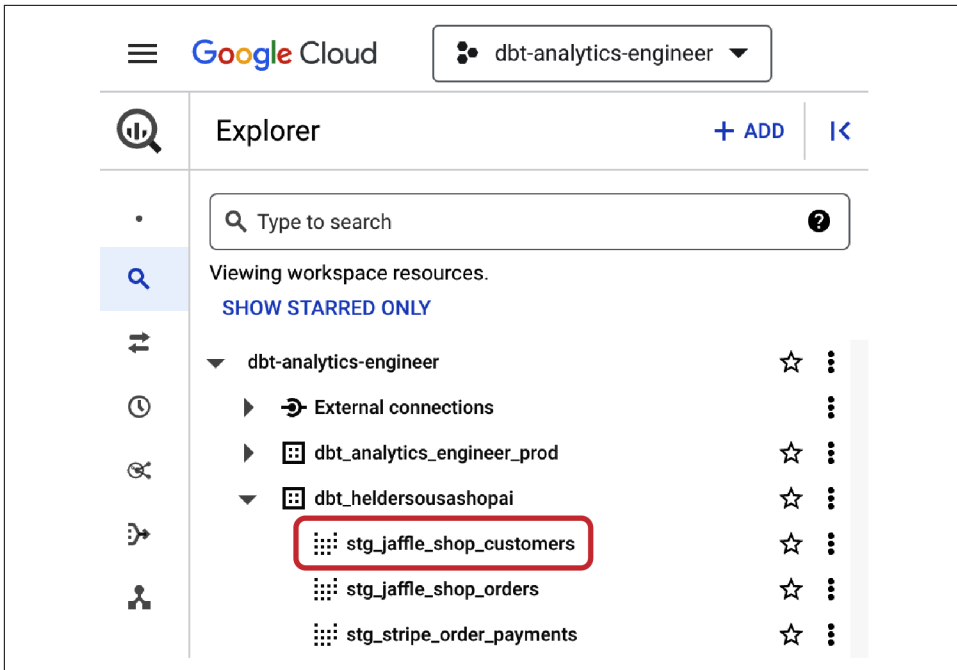 Google Cloud
dbt-analytics-engineer
Explorer
+ ADD
Type to search
?
Viewing workspace resources.
SHOW STARRED ONLY
dbt-analytics-engineer
External connections
dbt_analytics_engineer_prod
dbt_heldersousashopai
stg_jaffle_shop_customers
stg_jaffle_shop_orders
stg_stripe_order_payments